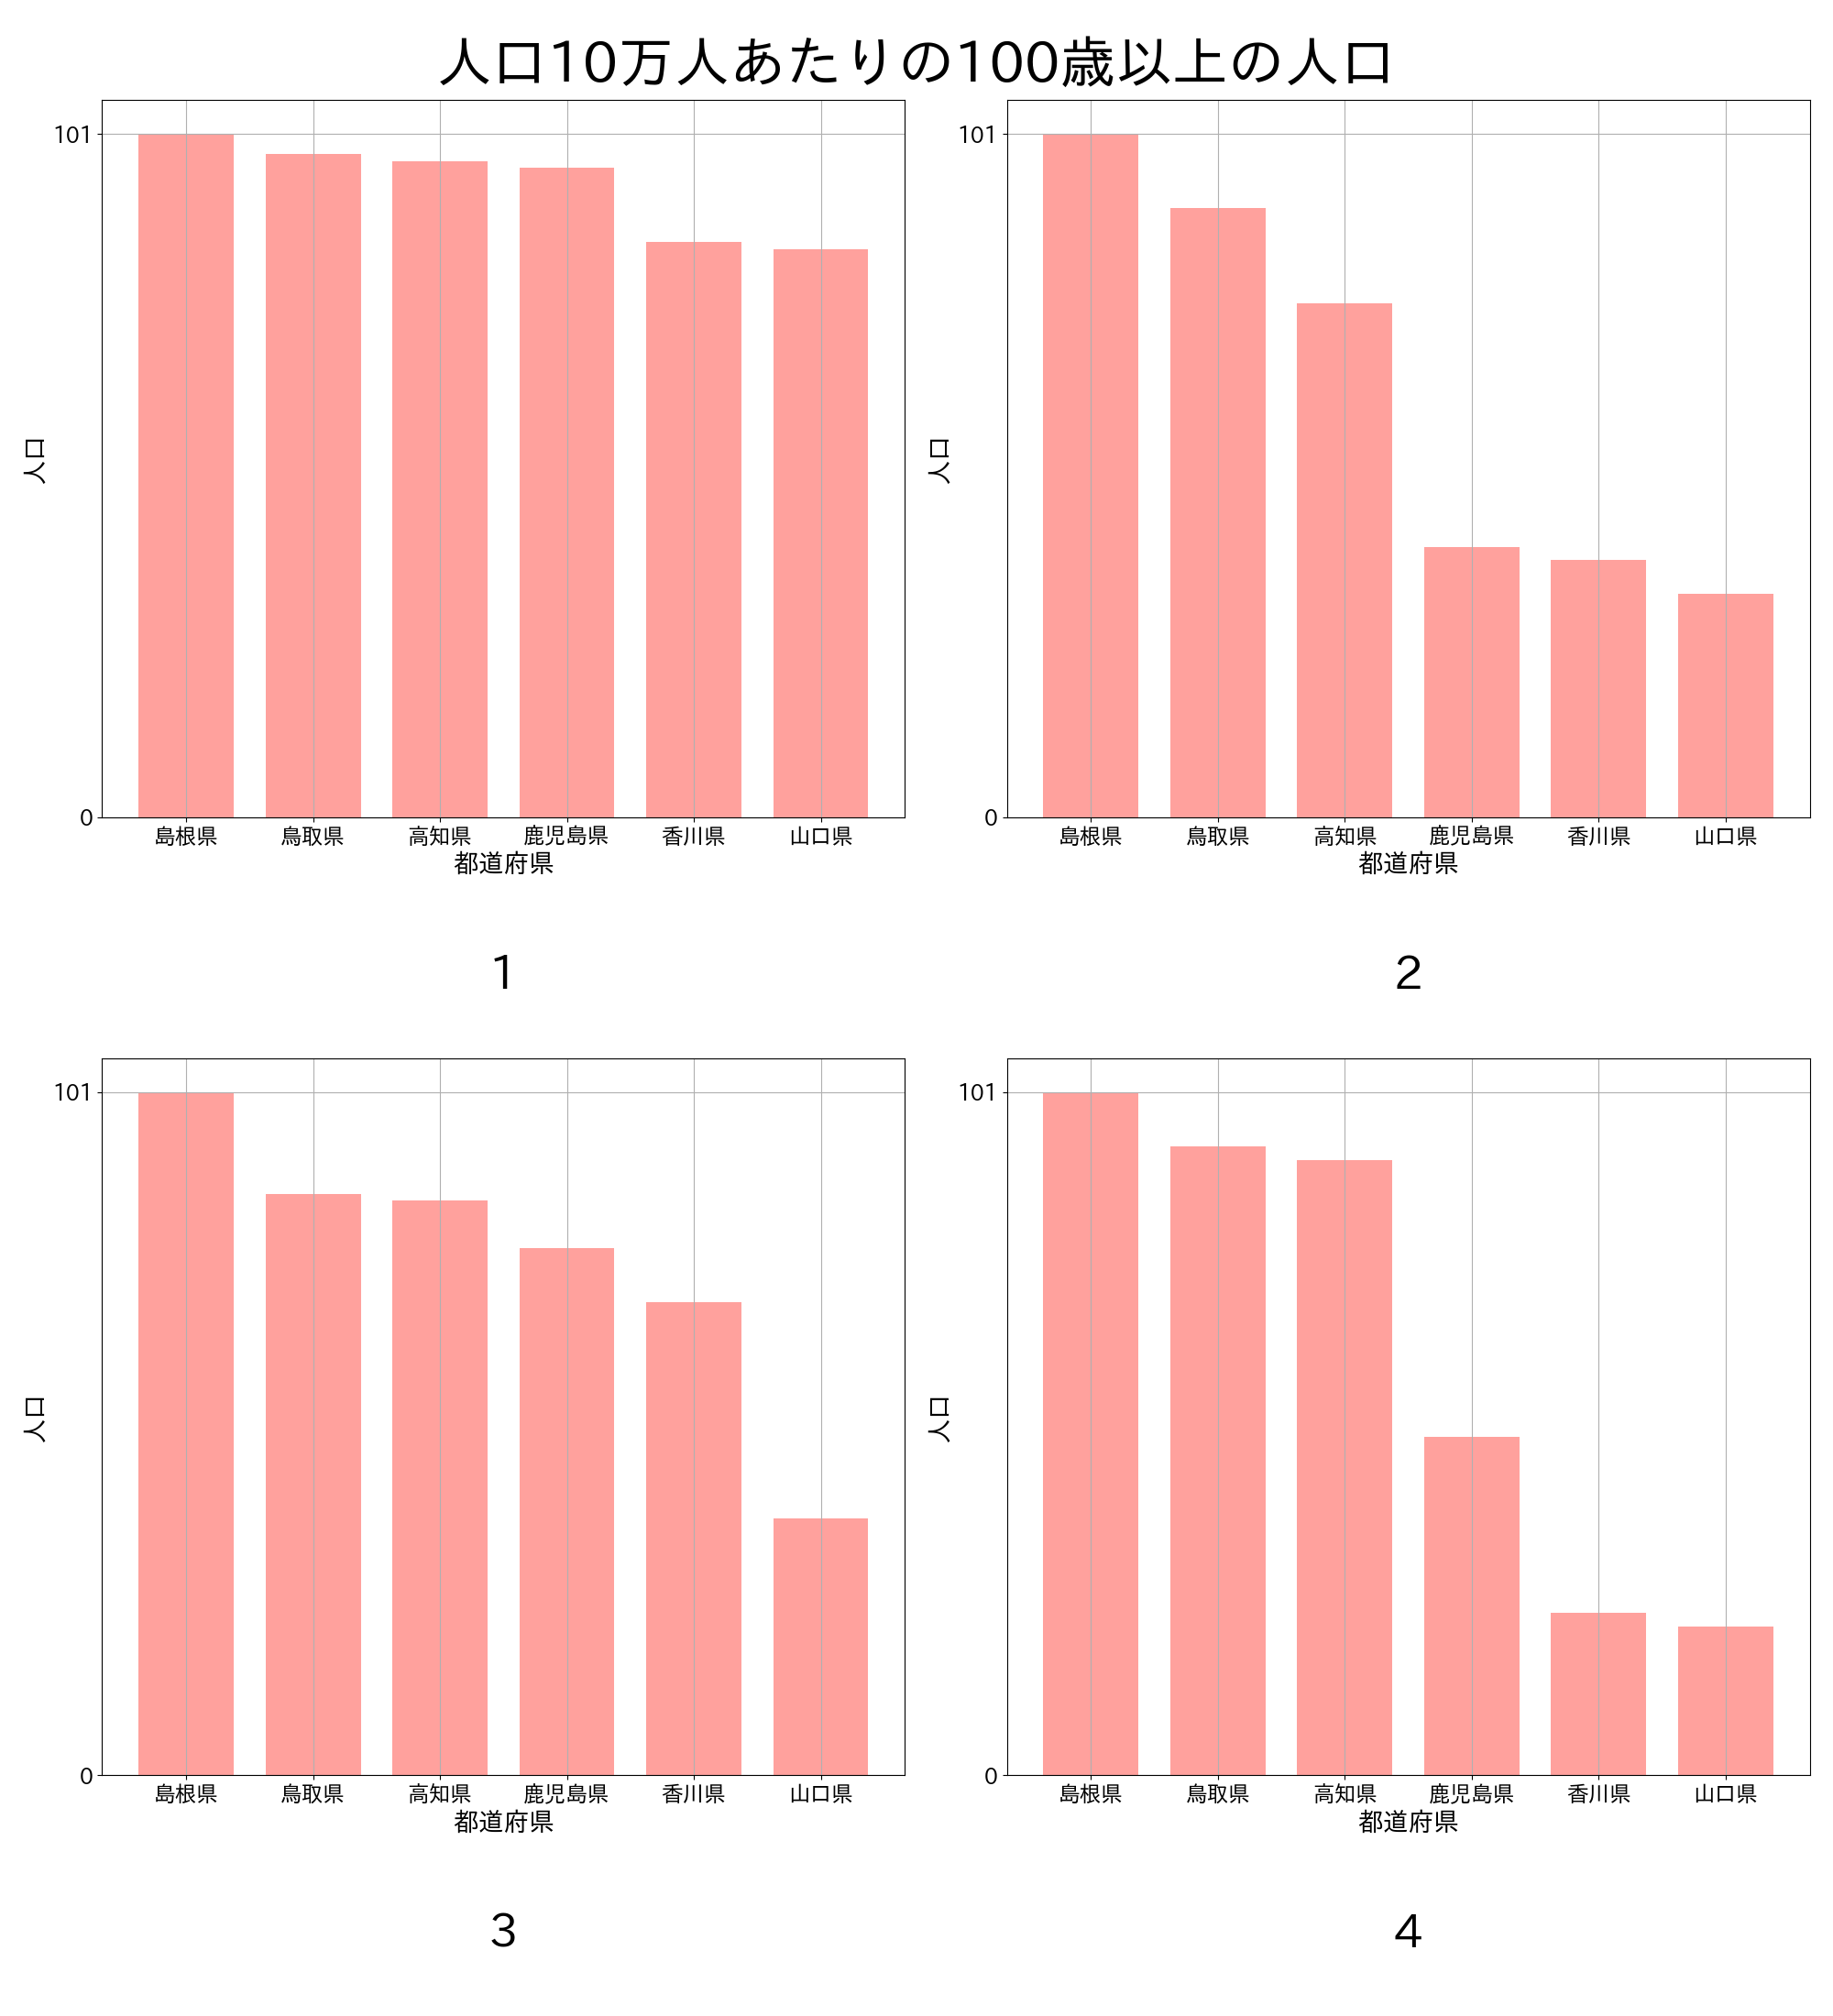 人口10万人あたりの100歳以上の人口
101
0
人口
島根県 鳥取県 高知県 鹿児島県 香川県 山口県
都道府県
1
101
0
人口
島根県 鳥取県 高知県 鹿児島県 香川県 山口県
都道府県
2
101
0
人口
島根県 鳥取県 高知県 鹿児島県 香川県 山口県
都道府県
3
101
0
人口
島根県 鳥取県 高知県 鹿児島県 香川県 山口県
都道府県
4